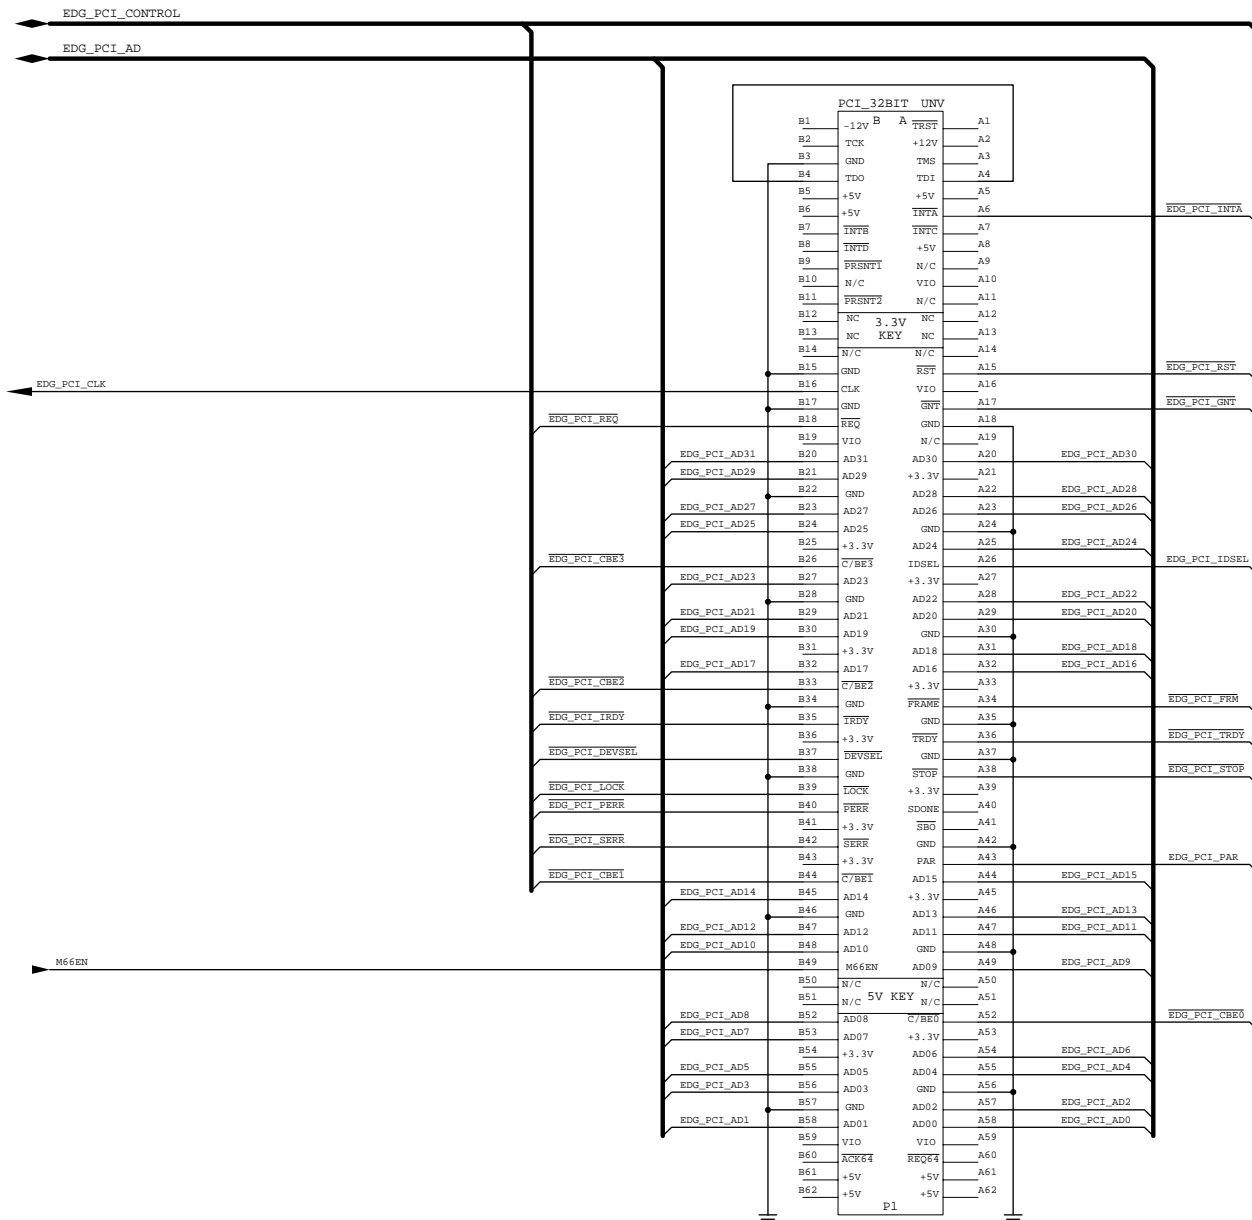 EDG_PCI_CONTROL
EDG_PCI_AD
PCI_32BIT UNV
B A
B1 -12V TRST A1
B2 TCK +12V A2
B3 GND TMS A3
B4 TDO TDI A4
B5 +5V +5V A5
B6 +5V INTA A6 EDG_PCI_INTA
B7 INTB INTC A7
B8 INTD +5V A8
B9 PRSNT1 N/C A9
B10 N/C VIO A10
B11 PRSNT2 N/C A11
B12 NC 3.3V NC A12
B13 NC KEY NC A13
B14 N/C N/C A14
B15 GND RST A15 EDG_PCI_RST
EDG_PCI_CLK B16 CLK VIO A16
B17 GND GNT A17 EDG_PCI_GNT
EDG_PCI_REQ B18 REQ GND A18
B19 VIO N/C A19
EDG_PCI_AD31 B20 AD31 AD30 A20 EDG_PCI_AD30
EDG_PCI_AD29 B21 AD29 +3.3V A21
B22 GND AD28 A22 EDG_PCI_AD28
EDG_PCI_AD27 B23 AD27 AD26 A23 EDG_PCI_AD26
EDG_PCI_AD25 B24 AD25 GND A24
B25 +3.3V AD24 A25 EDG_PCI_AD24
EDG_PCI_CBE3 B26 C/BE3 IDSEL A26 EDG_PCI_IDSEL
EDG_PCI_AD23 B27 AD23 +3.3V A27
B28 GND AD22 A28 EDG_PCI_AD22
EDG_PCI_AD21 B29 AD21 AD20 A29 EDG_PCI_AD20
EDG_PCI_AD19 B30 AD19 GND A30
B31 +3.3V AD18 A31 EDG_PCI_AD18
EDG_PCI_AD17 B32 AD17 AD16 A32 EDG_PCI_AD16
EDG_PCI_CBE2 B33 C/BE2 +3.3V A33
B34 GND FRAME A34 EDG_PCI_FRM
EDG_PCI_IRDY B35 IRDY GND A35
B36 +3.3V TRDY A36 EDG_PCI_TRDY
EDG_PCI_DEVSEL B37 DEVSEL GND A37
B38 GND STOP A38 EDG_PCI_STOP
EDG_PCI_LOCK B39 LOCK +3.3V A39
EDG_PCI_PERR B40 PERR SDONE A40
B41 +3.3V SBO A41
EDG_PCI_SERR B42 SERR GND A42
B43 +3.3V PAR A43 EDG_PCI_PAR
EDG_PCI_CBE1 B44 C/BE1 AD15 A44 EDG_PCI_AD15
EDG_PCI_AD14 B45 AD14 +3.3V A45
B46 GND AD13 A46 EDG_PCI_AD13
EDG_PCI_AD12 B47 AD12 AD11 A47 EDG_PCI_AD11
EDG_PCI_AD10 B48 AD10 GND A48
M66EN B49 M66EN AD09 A49 EDG_PCI_AD9
B50 N/C N/C A50
B51 N/C 5V KEY N/C A51
EDG_PCI_AD8 B52 AD08 C/BE0 A52 EDG_PCI_CBE0
EDG_PCI_AD7 B53 AD07 +3.3V A53
B54 +3.3V AD06 A54 EDG_PCI_AD6
EDG_PCI_AD5 B55 AD05 AD04 A55 EDG_PCI_AD4
EDG_PCI_AD3 B56 AD03 GND A56
B57 GND AD02 A57 EDG_PCI_AD2
EDG_PCI_AD1 B58 AD01 AD00 A58 EDG_PCI_AD0
B59 VIO VIO A59
B60 ACK64 REQ64 A60
B61 +5V +5V A61
B62 +5V +5V A62
P1